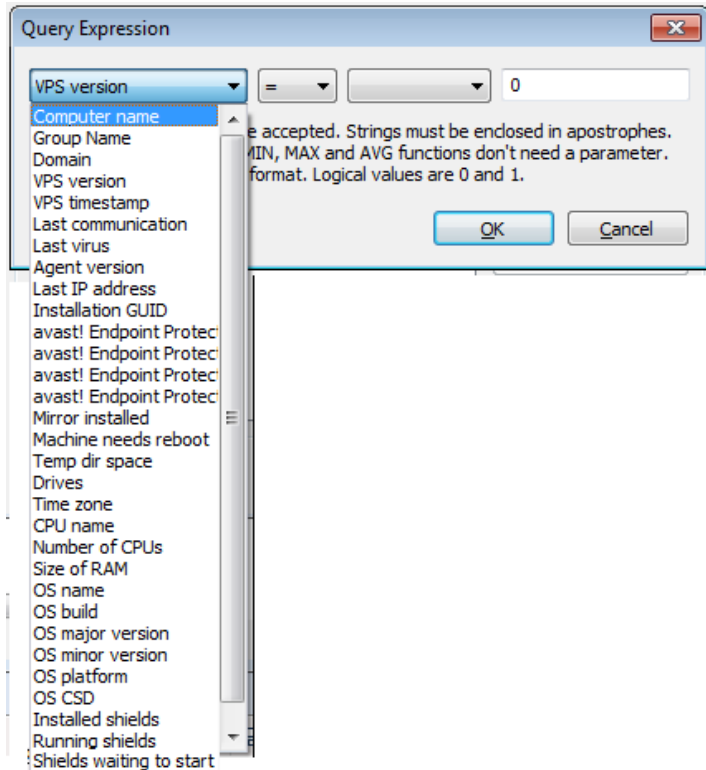 Query Expression
VPS version
=
0
e accepted. Strings must be enclosed in apostrophes.
MIN, MAX and AVG functions don't need a parameter.
format. Logical values are 0 and 1.
OK
Cancel
Computer name
Group Name
Domain
VPS version
VPS timestamp
Last communication
Last virus
Agent version
Last IP address
Installation GUID
avast! Endpoint Protec
avast! Endpoint Protec
avast! Endpoint Protec
avast! Endpoint Protec
Mirror installed
Machine needs reboot
Temp dir space
Drives
Time zone
CPU name
Number of CPUs
Size of RAM
OS name
OS build
OS major version
OS minor version
OS platform
OS CSD
Installed shields
Running shields
Shields waiting to start